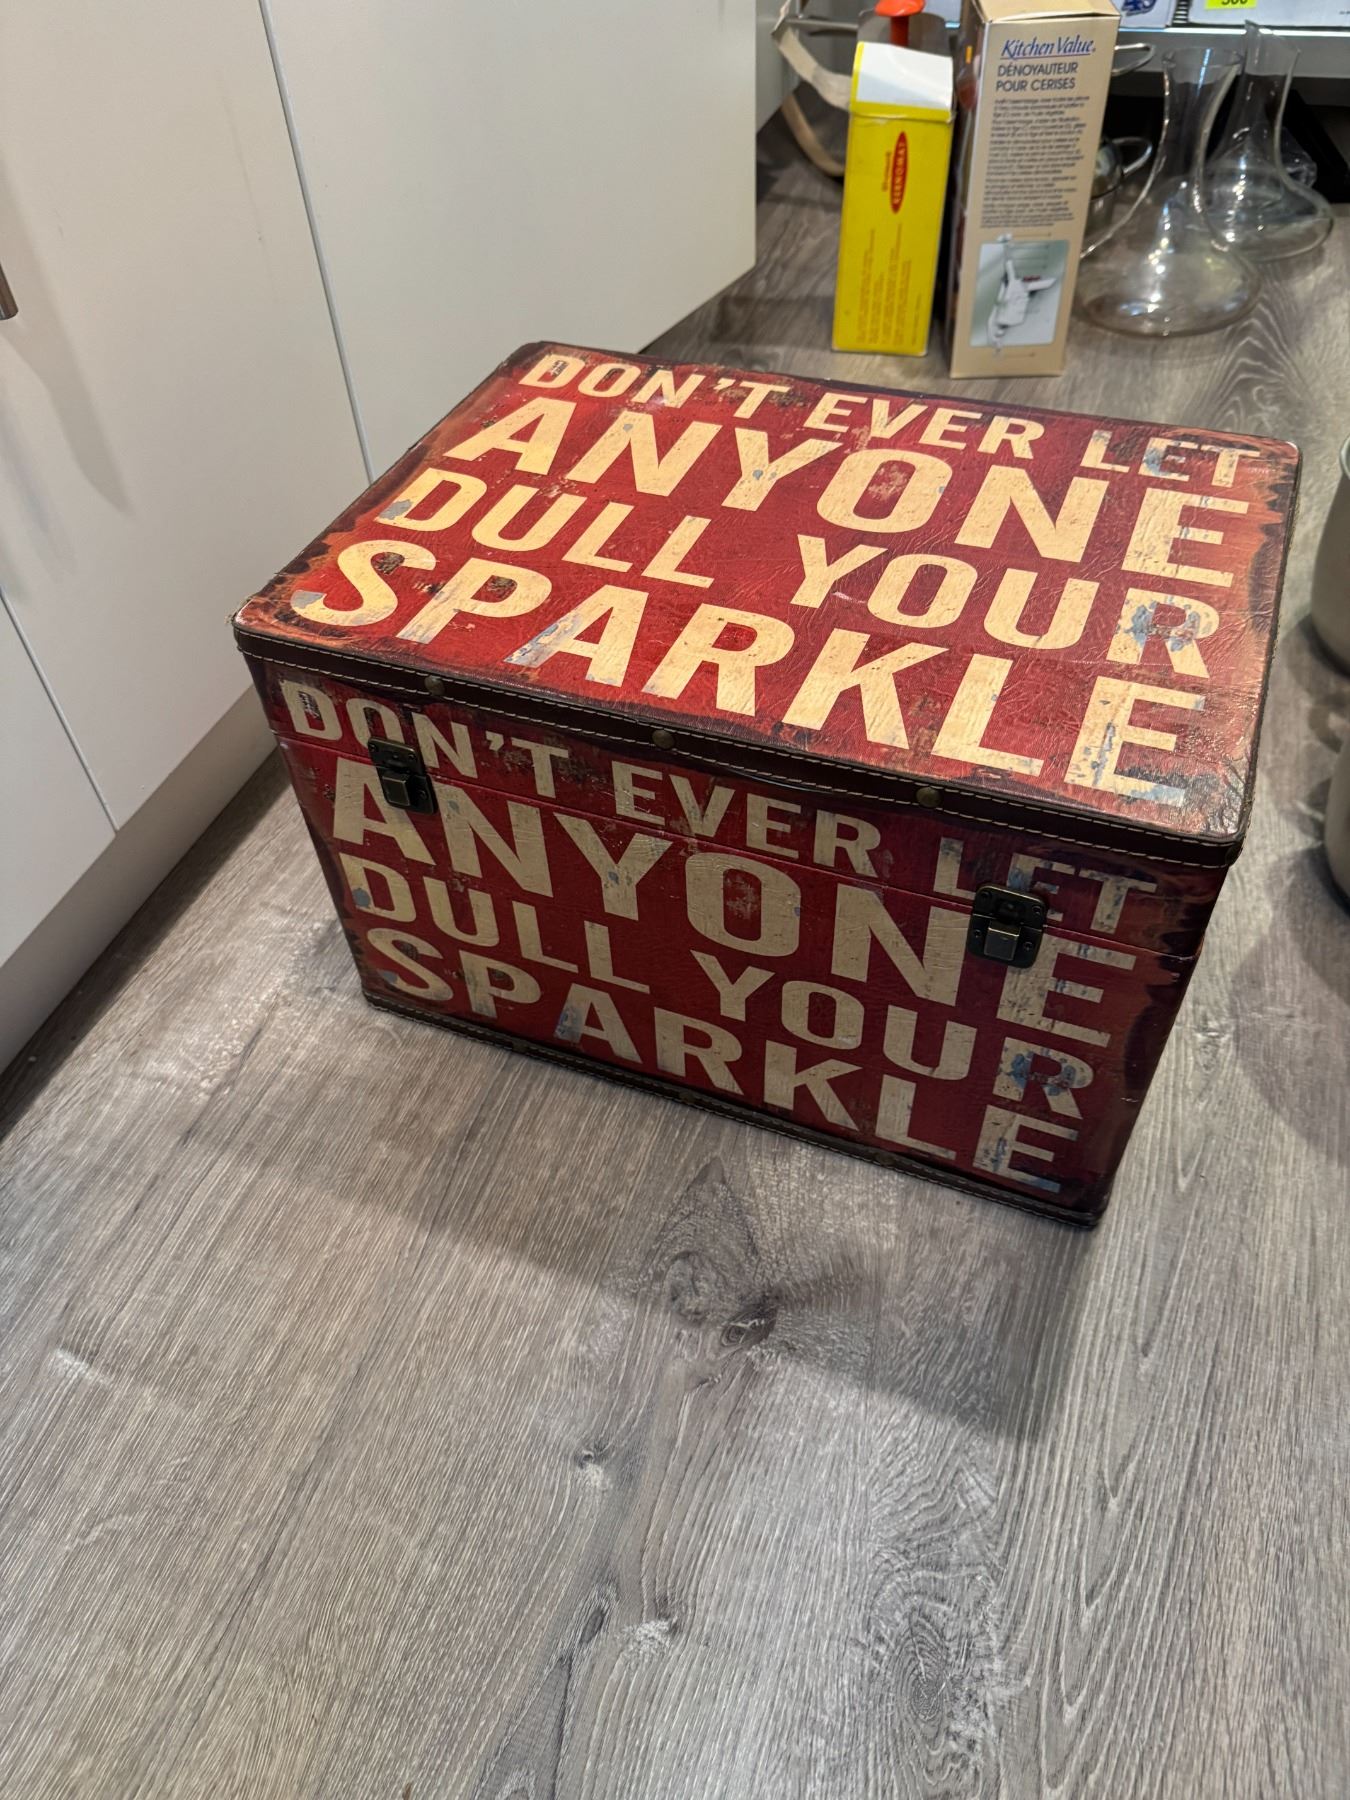 Kitchen Value
DÉNOYAUTEUR
POUR CERISES
KERNOMAT
DON'T EVER LET
ANYONE
DULL YOUR
SPARKLE
DON'T EVER LET
ANYONE
DULL YOUR
SPARKLE